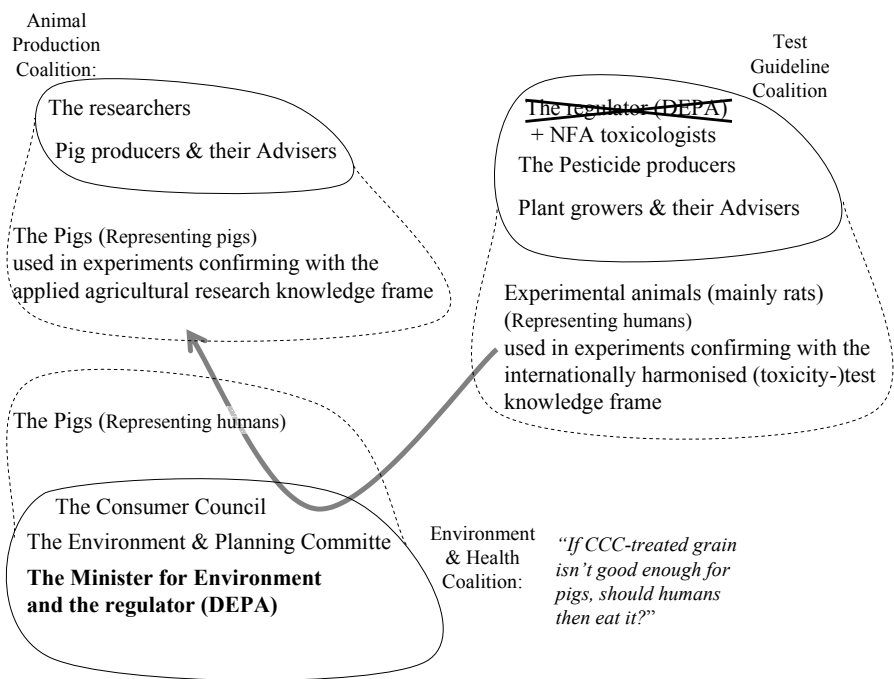 Animal
Production
Coalition:
The researchers
Pig producers & their Advisers
The Pigs (Representing pigs)
used in experiments confirming with the
applied agricultural research knowledge frame
Test
Guideline
Coalition
The regulator (DEPA)
+ NFA toxicologists
The Pesticide producers
Plant growers & their Advisers
Experimental animals (mainly rats)
(Representing humans)
used in experiments confirming with the
internationally harmonised (toxicity-)test
knowledge frame
The Pigs (Representing humans)
The Consumer Council
The Environment & Planning Committe
The Minister for Environment
and the regulator (DEPA)
Environment
& Health
Coalition:
“If CCC-treated grain
isn’t good enough for
pigs, should humans
then eat it?”